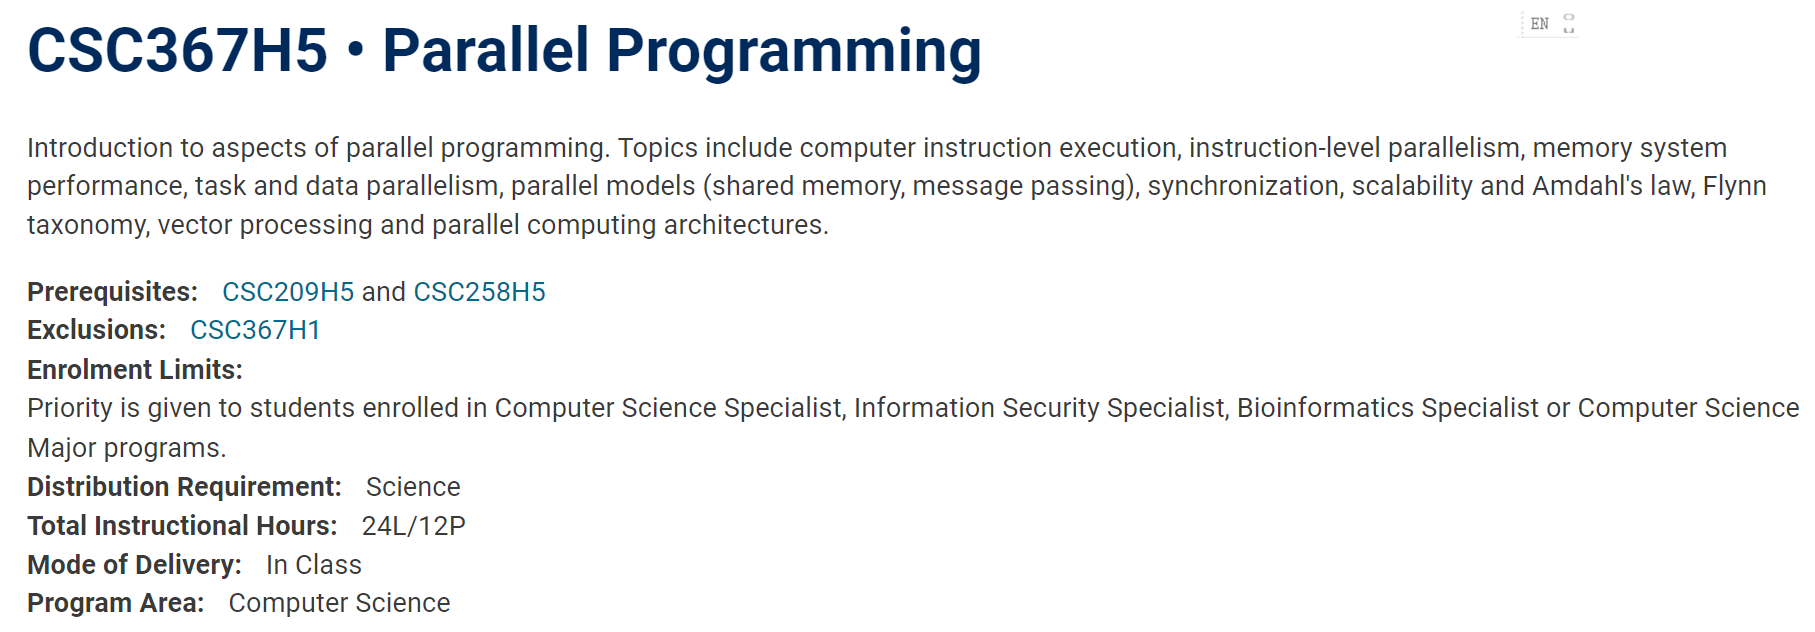 CSC367H5 • Parallel Programming
EN
Introduction to aspects of parallel programming. Topics include computer instruction execution, instruction-level parallelism, memory system
performance, task and data parallelism, parallel models (shared memory, message passing), synchronization, scalability and Amdahl's law, Flynn
taxonomy, vector processing and parallel computing architectures.
Prerequisites: CSC209H5 and CSC258H5
Exclusions: CSC367H1
Enrolment Limits:
Priority is given to students enrolled in Computer Science Specialist, Information Security Specialist, Bioinformatics Specialist or Computer Science
Major programs.
Distribution Requirement: Science
Total Instructional Hours: 24L/12P
Mode of Delivery: In Class
Program Area: Computer Science